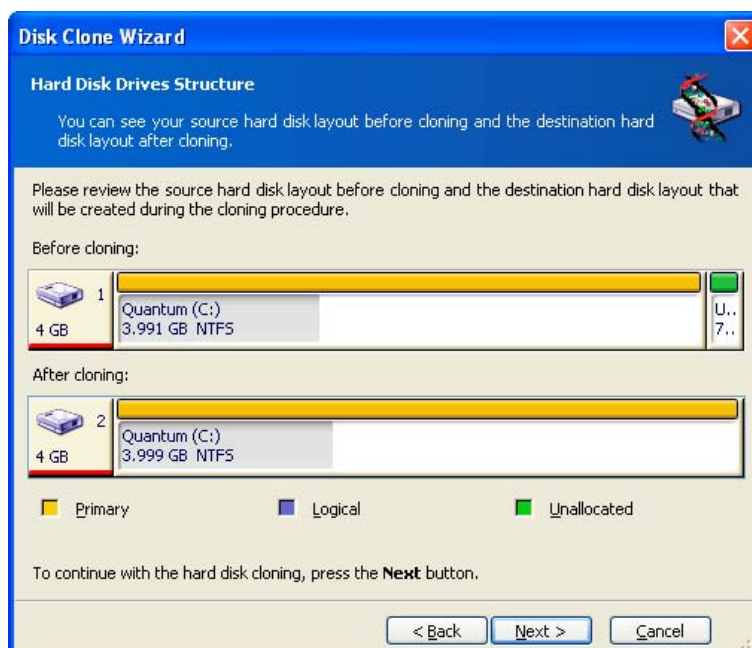 Disk Clone Wizard
Hard Disk Drives Structure
You can see your source hard disk layout before cloning and the destination hard
disk layout after cloning.
Please review the source hard disk layout before cloning and the destination hard disk layout that
will be created during the cloning procedure.
Before cloning:
1
4 GB
Quantum (C:)
3.991 GB NTFS
U..
7..
After cloning:
2
4 GB
Quantum (C:)
3.999 GB NTFS
Primary Logical Unallocated
To continue with the hard disk cloning, press the Next button.
< Back Next > Cancel